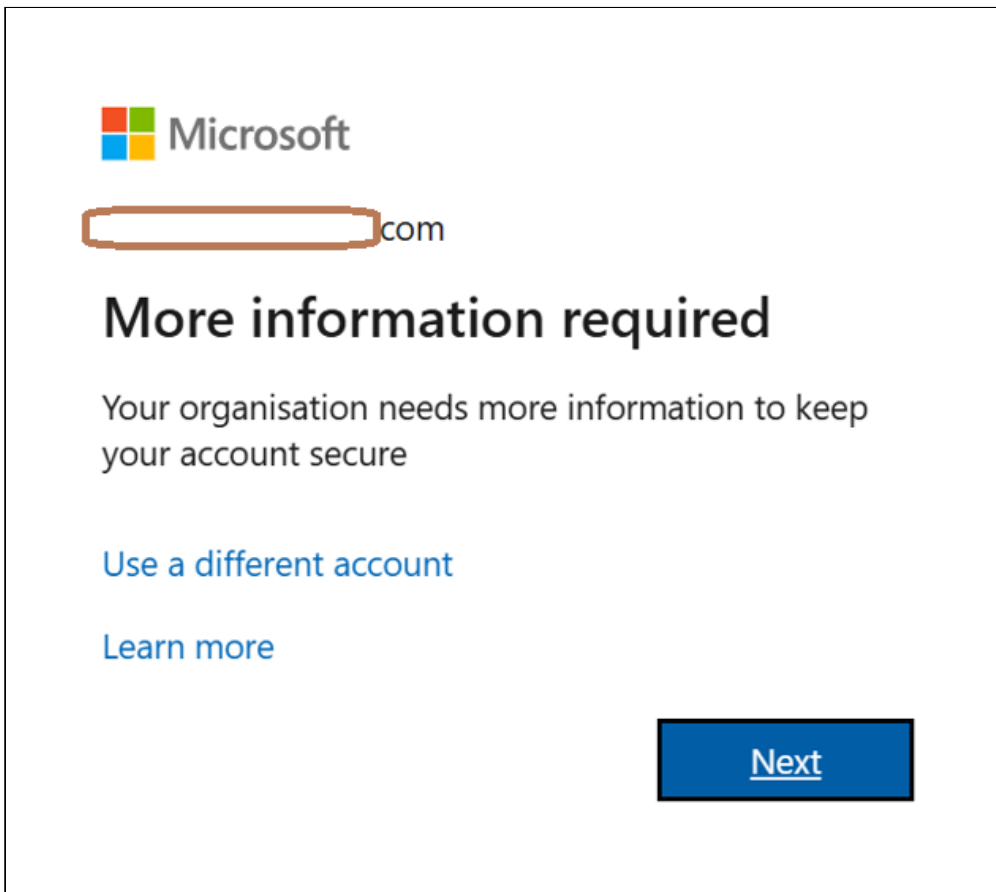 Microsoft
com
More information required
Your organisation needs more information to keep
your account secure
Use a different account
Learn more
Next